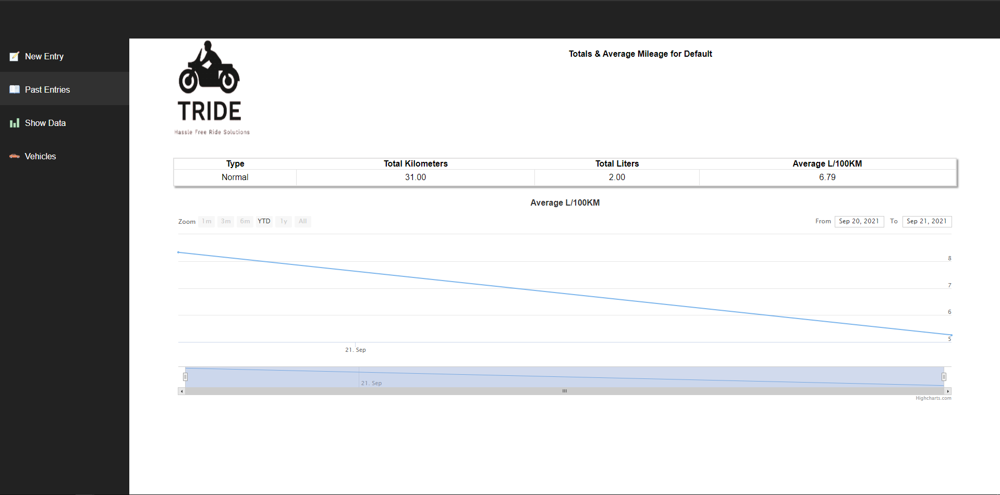 New Entry
Past Entries
Show Data
Vehicles
TRIDE
Hassle Free Ride Solutions
Totals & Average Mileage for Default
Type Total Kilometers Total Liters Average L/100KM
Normal 31.00 2.00 6.79
Average L/100KM
Zoom 1m 3m 6m YTD 1y All From Sep 20, 2021 To Sep 21, 2021
8
7
6
5
21. Sep
21. Sep
Highcharts.com